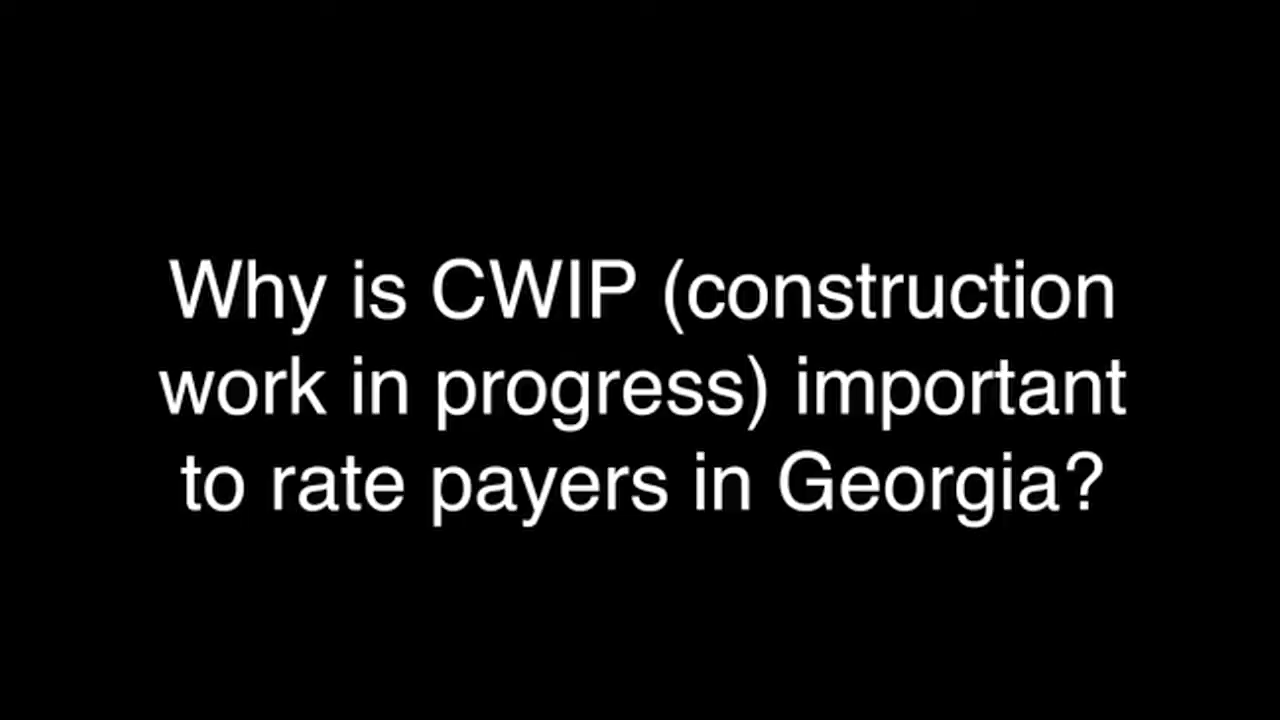 Why is CWIP (construction
work in progress) important
to rate payers in Georgia?